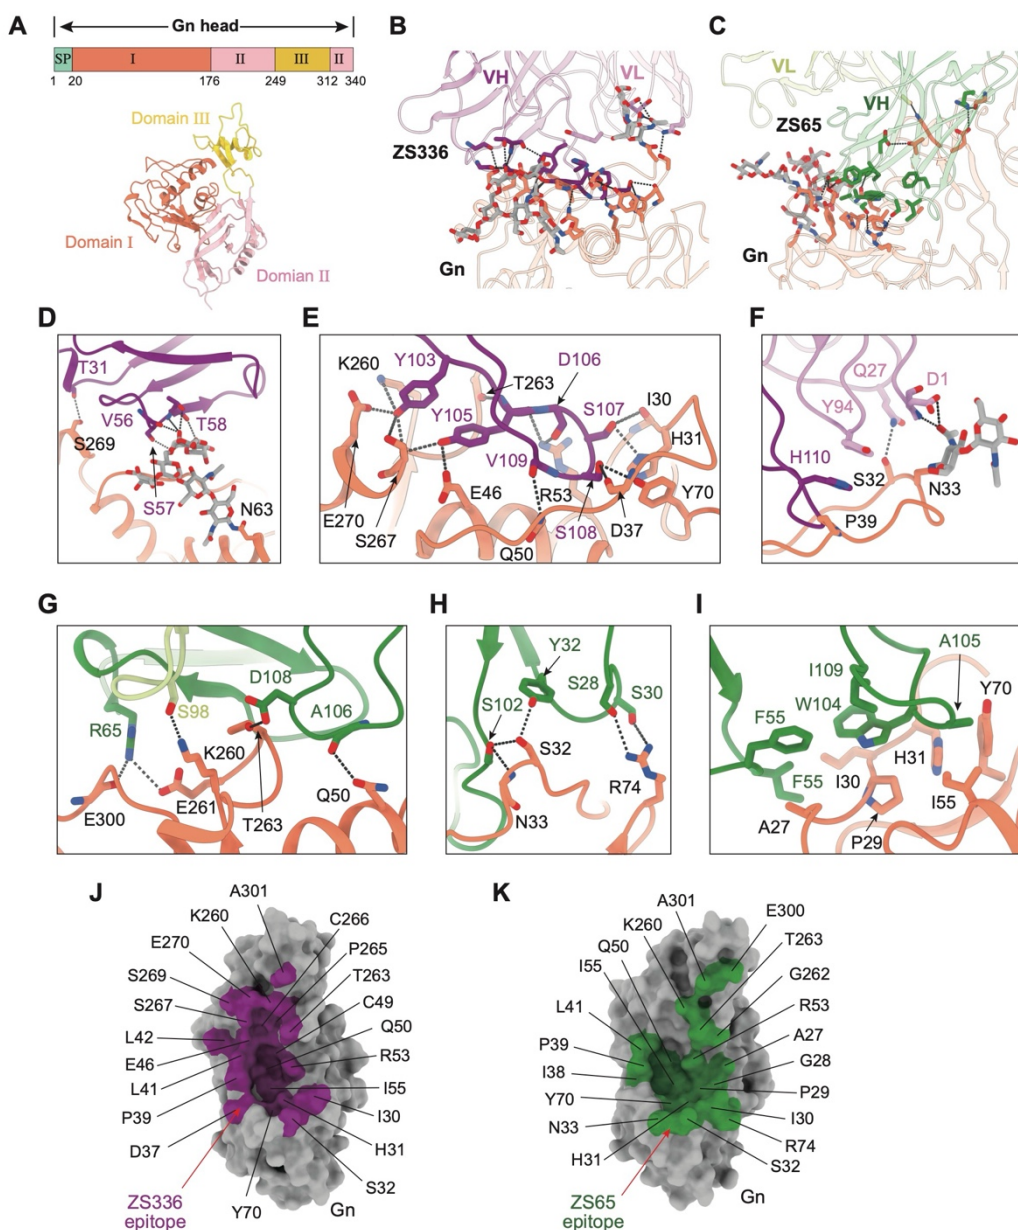 A
Gn head
SP
I
II
III
II
1
20
176
249
312
340
Domain III
Domain I
Domian II
B
VH
VL
ZS336
Gn
C
VL
VH
ZS65
Gn
D
T31
V56
T58
S269
S57
N63
E
K260
Y103
T263
D106
Y105
S107
I30
H31
V109
E46
R53
Y70
E270
S267
Q50
S108
D37
F
Q27
D1
Y94
H110
S32
N33
P39
G
D108
S98
A106
R65
K260
Q50
E261
E300
T263
H
Y32
S28
S30
S102
S32
R74
N33
I
A105
I109
Y70
W104
F55
H31
F55
I30
I55
A27
P29
J
A301
K260
C266
E270
P265
S269
T263
S267
C49
L42
Q50
E46
R53
L41
I55
P39
I30
D37
H31
S32
ZS336
epitope
Y70
Gn
K
A301
E300
K260
T263
Q50
G262
I55
R53
L41
A27
P39
G28
I38
P29
Y70
I30
N33
R74
H31
S32
ZS65
epitope
Gn